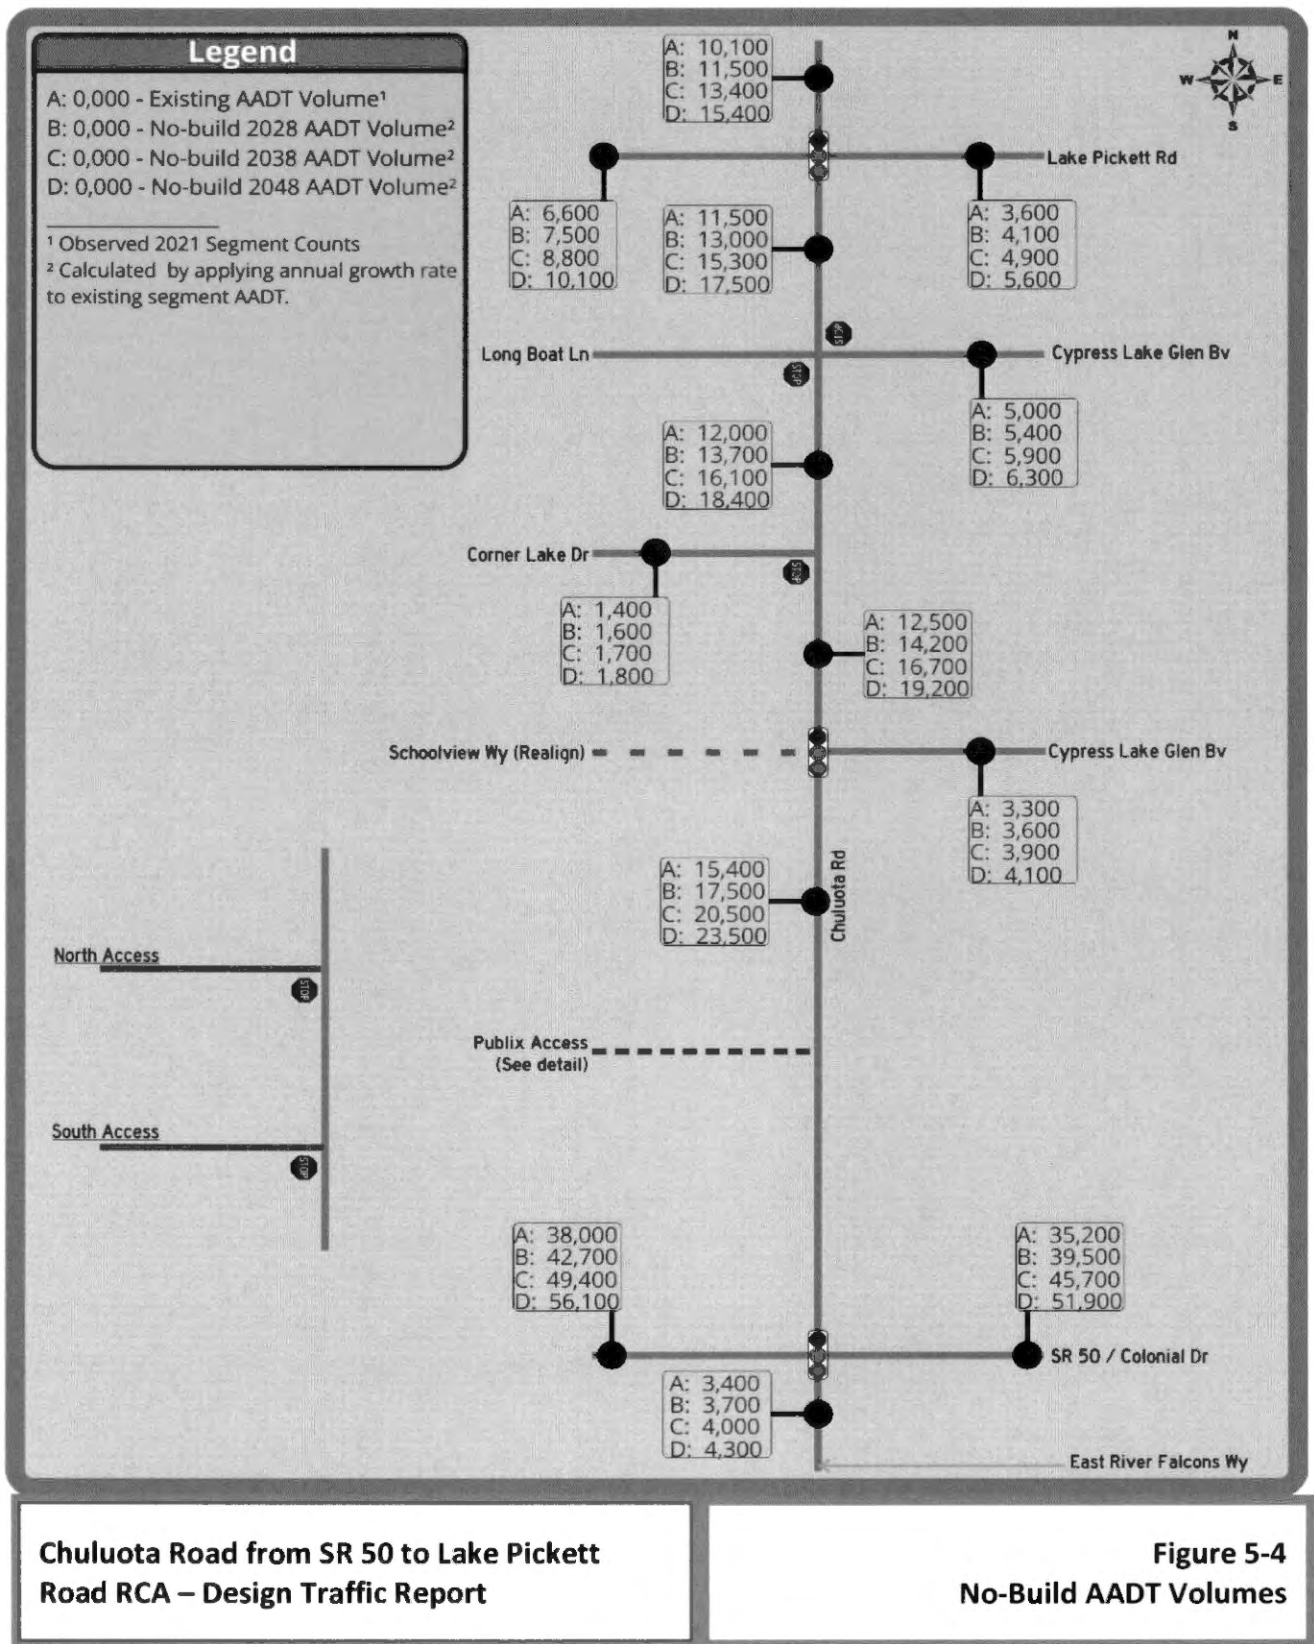 Legend
A: 0,000 - Existing AADT Volume¹
B: 0,000 - No-build 2028 AADT Volume²
C: 0,000 - No-build 2038 AADT Volume²
D: 0,000 - No-build 2048 AADT Volume²
¹ Observed 2021 Segment Counts
² Calculated by applying annual growth rate
to existing segment AADT.
N
W
E
S
A: 10,100
B: 11,500
C: 13,400
D: 15,400
Lake Pickett Rd
A: 6,600
B: 7,500
C: 8,800
D: 10,100
A: 11,500
B: 13,000
C: 15,300
D: 17,500
A: 3,600
B: 4,100
C: 4,900
D: 5,600
STOP
Long Boat Ln
Cypress Lake Glen Bv
STOP
A: 5,000
B: 5,400
C: 5,900
D: 6,300
A: 12,000
B: 13,700
C: 16,100
D: 18,400
Corner Lake Dr
STOP
A: 1,400
B: 1,600
C: 1,700
D: 1,800
A: 12,500
B: 14,200
C: 16,700
D: 19,200
Schoolview Wy (Realign)
Cypress Lake Glen Bv
A: 3,300
B: 3,600
C: 3,900
D: 4,100
A: 15,400
B: 17,500
C: 20,500
D: 23,500
Chuluota Rd
North Access
STOP
Publix Access
(See detail)
South Access
STOP
A: 38,000
B: 42,700
C: 49,400
D: 56,100
A: 35,200
B: 39,500
C: 45,700
D: 51,900
SR 50 / Colonial Dr
A: 3,400
B: 3,700
C: 4,000
D: 4,300
East River Falcons Wy
Chuluota Road from SR 50 to Lake Pickett
Road RCA – Design Traffic Report
Figure 5-4
No-Build AADT Volumes